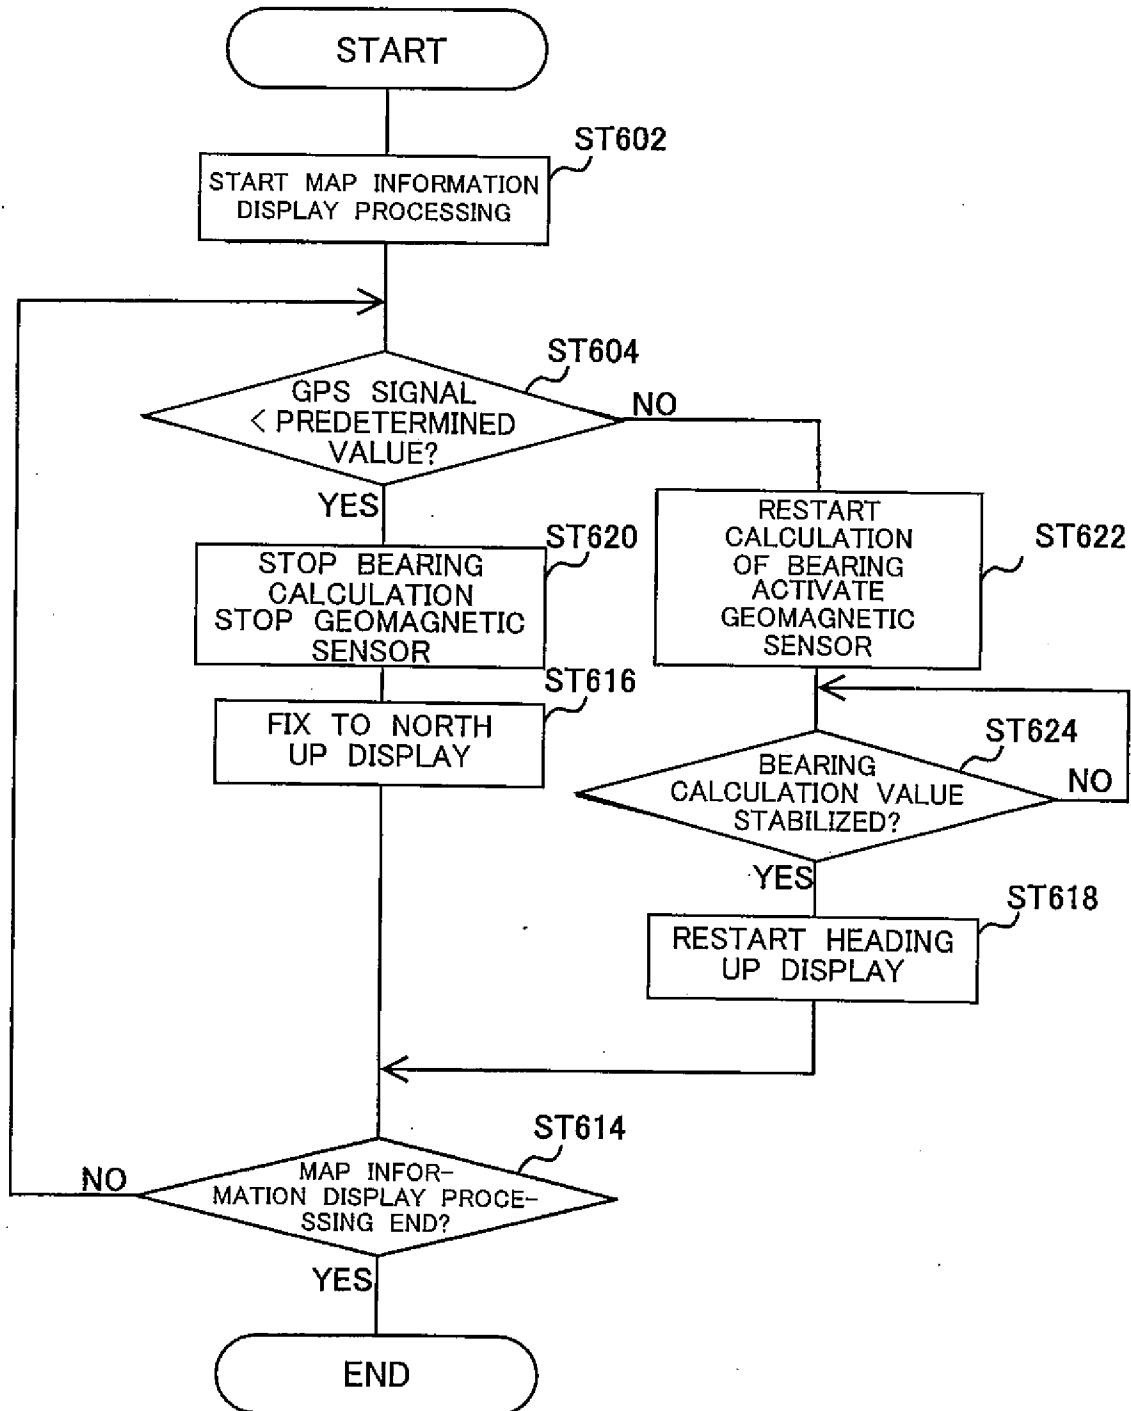 START
ST602
START MAP INFORMATION
DISPLAY PROCESSING
ST604
GPS SIGNAL
< PREDETERMINED
VALUE?
NO
YES
ST620
STOP BEARING
CALCULATION
STOP GEOMAGNETIC
SENSOR
ST622
RESTART
CALCULATION
OF BEARING
ACTIVATE
GEOMAGNETIC
SENSOR
ST616
FIX TO NORTH
UP DISPLAY
ST624
BEARING
CALCULATION VALUE
STABILIZED?
NO
YES
ST618
RESTART HEADING
UP DISPLAY
ST614
MAP INFOR-
MATION DISPLAY PROCE-
SSING END?
NO
YES
END